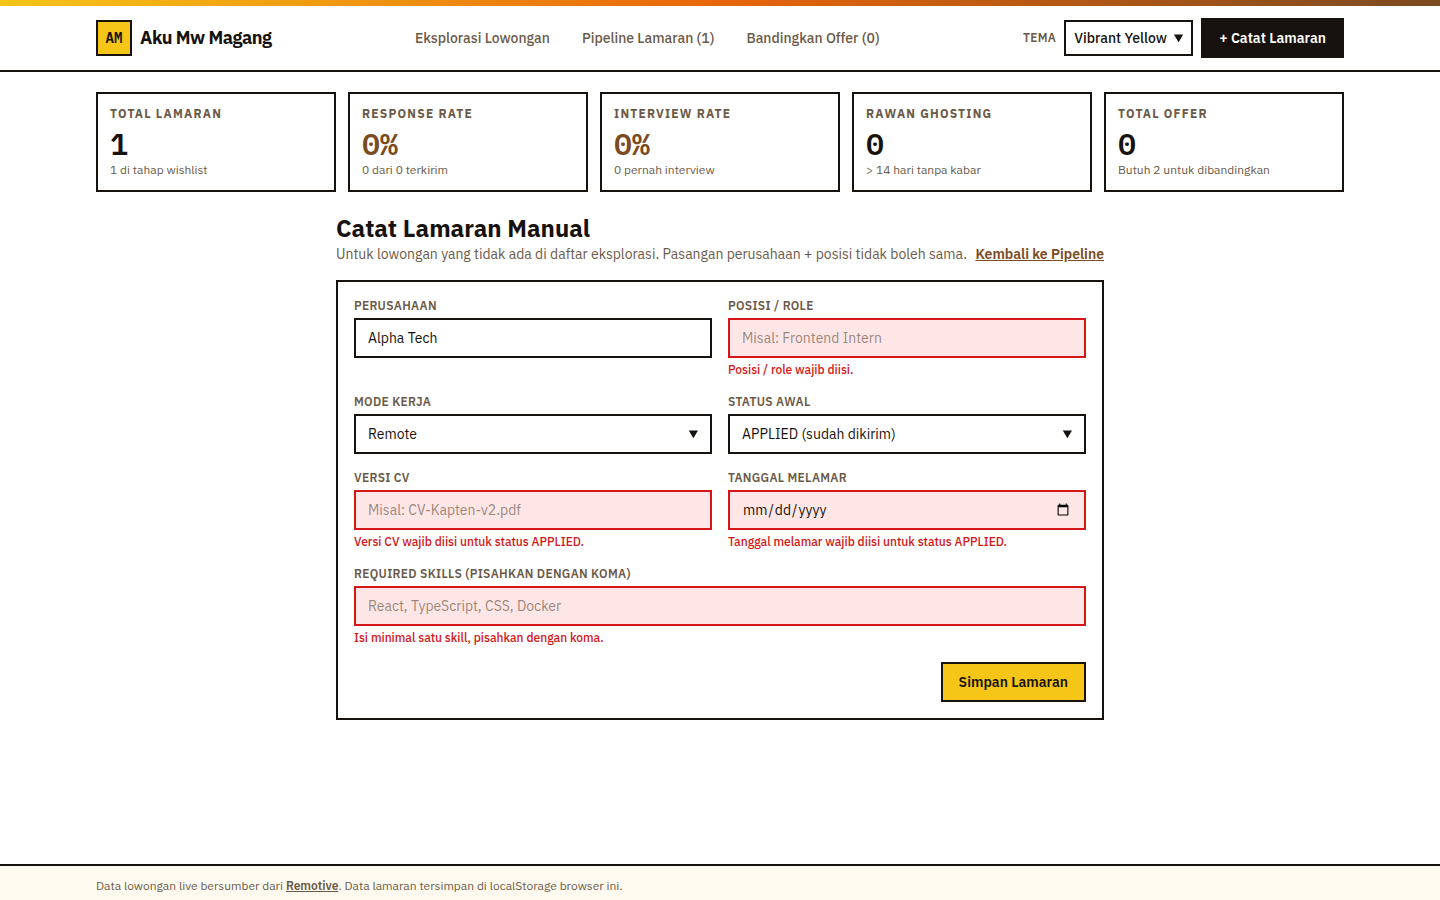 AM Aku Mw Magang
Eksplorasi Lowongan Pipeline Lamaran (1) Bandingkan Offer (0)
TEMA Vibrant Yellow + Catat Lamaran
TOTAL LAMARAN
1
1 di tahap wishlist
RESPONSE RATE
0%
0 dari 0 terkirim
INTERVIEW RATE
0%
0 pernah interview
RAWAN GHOSTING
0
> 14 hari tanpa kabar
TOTAL OFFER
0
Butuh 2 untuk dibandingkan
Catat Lamaran Manual
Untuk lowongan yang tidak ada di daftar eksplorasi. Pasangan perusahaan + posisi tidak boleh sama. Kembali ke Pipeline
PERUSAHAAN
Alpha Tech
POSISI / ROLE
Misal: Frontend Intern
Posisi / role wajib diisi.
MODE KERJA
Remote
STATUS AWAL
APPLIED (sudah dikirim)
VERSI CV
Misal: CV-Kapten-v2.pdf
Versi CV wajib diisi untuk status APPLIED.
TANGGAL MELAMAR
mm/dd/yyyy
Tanggal melamar wajib diisi untuk status APPLIED.
REQUIRED SKILLS (PISAHKAN DENGAN KOMA)
React, TypeScript, CSS, Docker
Isi minimal satu skill, pisahkan dengan koma.
Simpan Lamaran
Data lowongan live bersumber dari Remotive. Data lamaran tersimpan di localStorage browser ini.